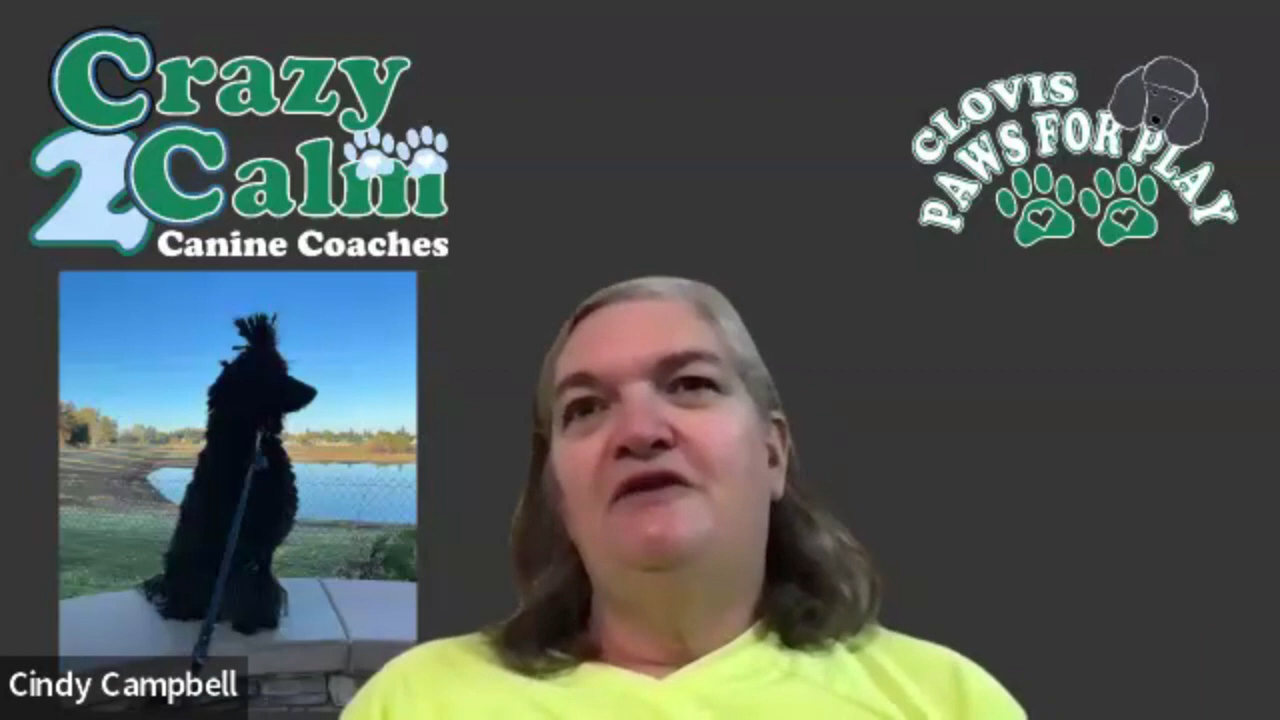 Crazy
2 Calm
Canine Coaches
CLOVIS
PAWS FOR PLAY
Cindy Campbell